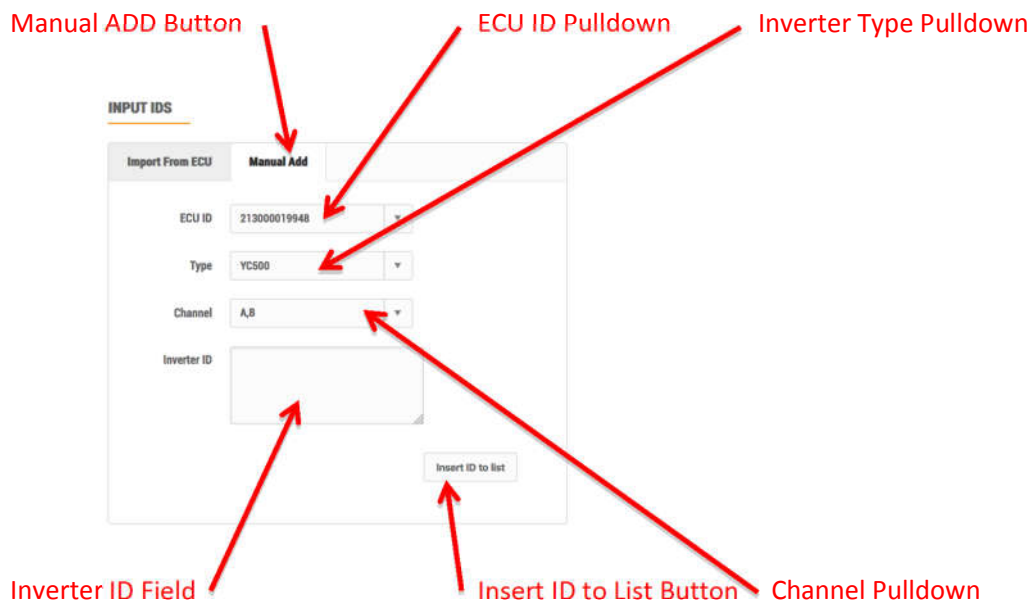 Manual ADD Button ECU ID Pulldown Inverter Type Pulldown
INPUT IDS
Import From ECU Manual Add
ECU ID 213000019948
Type YC500
Channel A,B
Inverter ID
Insert ID to list
Inverter ID Field Insert ID to List Button Channel Pulldown